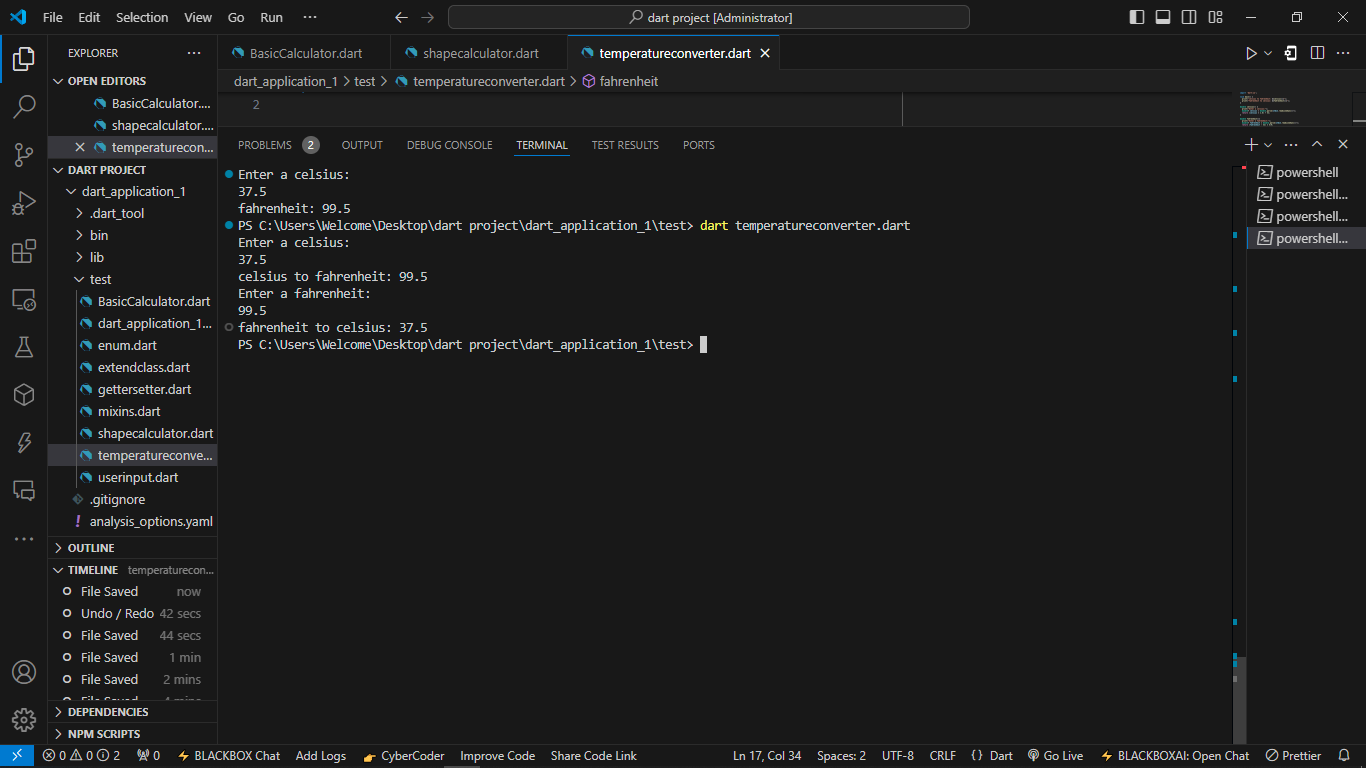 File Edit Selection View Go Run ···
dart project [Administrator]
EXPLORER ···
OPEN EDITORS
BasicCalculator....
shapecalculator....
temperaturecon...
DART PROJECT
dart_application_1
.dart_tool
bin
lib
test
BasicCalculator.dart
dart_application_1...
enum.dart
extendclass.dart
gettersetter.dart
mixins.dart
shapecalculator.dart
temperatureconve...
userinput.dart
.gitignore
! analysis_options.yaml
OUTLINE
TIMELINE temperaturecon...
File Saved now
Undo / Redo 42 secs
File Saved 44 secs
File Saved 1 min
File Saved 2 mins
File Saved 4 mins
DEPENDENCIES
NPM SCRIPTS
BasicCalculator.dart shapecalculator.dart temperatureconverter.dart
dart_application_1 > test > temperatureconverter.dart > fahrenheit
2
PROBLEMS 2 OUTPUT DEBUG CONSOLE TERMINAL TEST RESULTS PORTS
Enter a celsius:
37.5
fahrenheit: 99.5
PS C:\Users\Welcome\Desktop\dart project\dart_application_1\test> dart temperatureconverter.dart
Enter a celsius:
37.5
celsius to fahrenheit: 99.5
Enter a fahrenheit:
99.5
fahrenheit to celsius: 37.5
PS C:\Users\Welcome\Desktop\dart project\dart_application_1\test>
powershell
powershell...
powershell...
powershell...
0 0 2 0 BLACKBOX Chat Add Logs CyberCoder Improve Code Share Code Link Ln 17, Col 34 Spaces: 2 UTF-8 CRLF {} Dart Go Live BLACKBOXAI: Open Chat Prettier